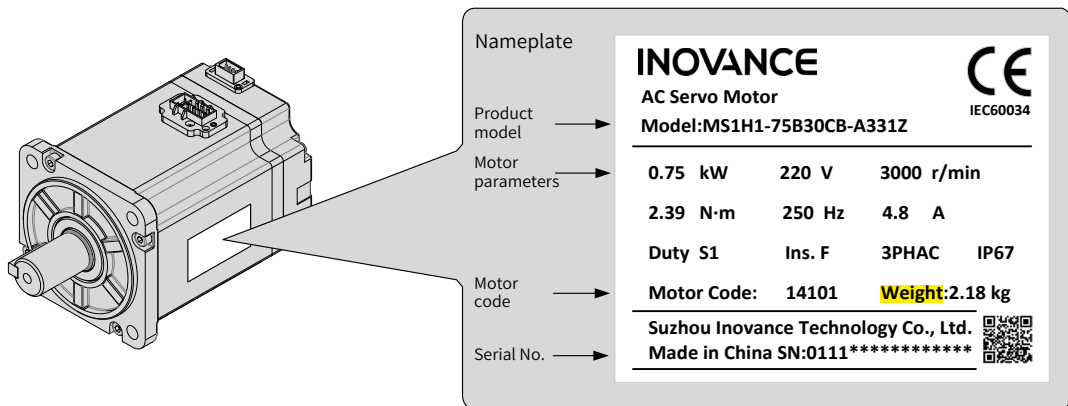 Nameplate
INOVANCE
CE
AC Servo Motor
IEC60034
Product
model
Model:MS1H1-75B30CB-A331Z
Motor
parameters
0.75 kW 220 V 3000 r/min
2.39 N·m 250 Hz 4.8 A
Duty S1 Ins. F 3PHAC IP67
Motor
code
Motor Code: 14101 Weight:2.18 kg
Suzhou Inovance Technology Co., Ltd.
Serial No.
Made in China SN:0111************